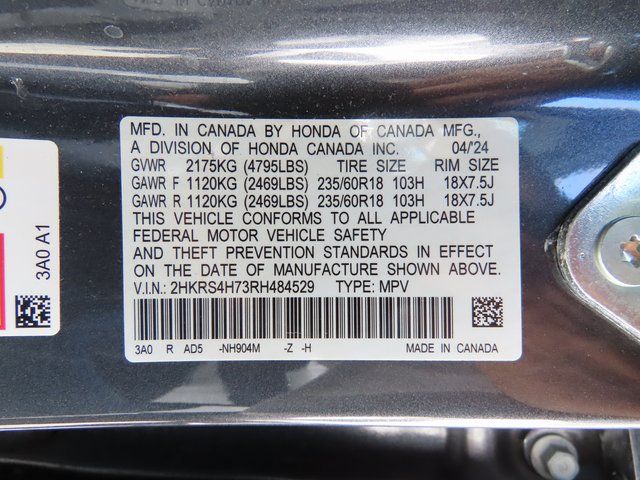 MFD. IN CANADA BY HONDA OF CANADA MFG.,
A DIVISION OF HONDA CANADA INC. 04/'24
GVWR 2175KG (4795LBS) TIRE SIZE RIM SIZE
GAWR F 1120KG (2469LBS) 235/60R18 103H 18X7.5J
GAWR R 1120KG (2469LBS) 235/60R18 103H 18X7.5J
THIS VEHICLE CONFORMS TO ALL APPLICABLE
FEDERAL MOTOR VEHICLE SAFETY
AND THEFT PREVENTION STANDARDS IN EFFECT
ON THE DATE OF MANUFACTURE SHOWN ABOVE.
V.I.N.: 2HKRS4H73RH484529 TYPE: MPV
3A0 R AD5 -NH904M -Z -H MADE IN CANADA
3A0 A1